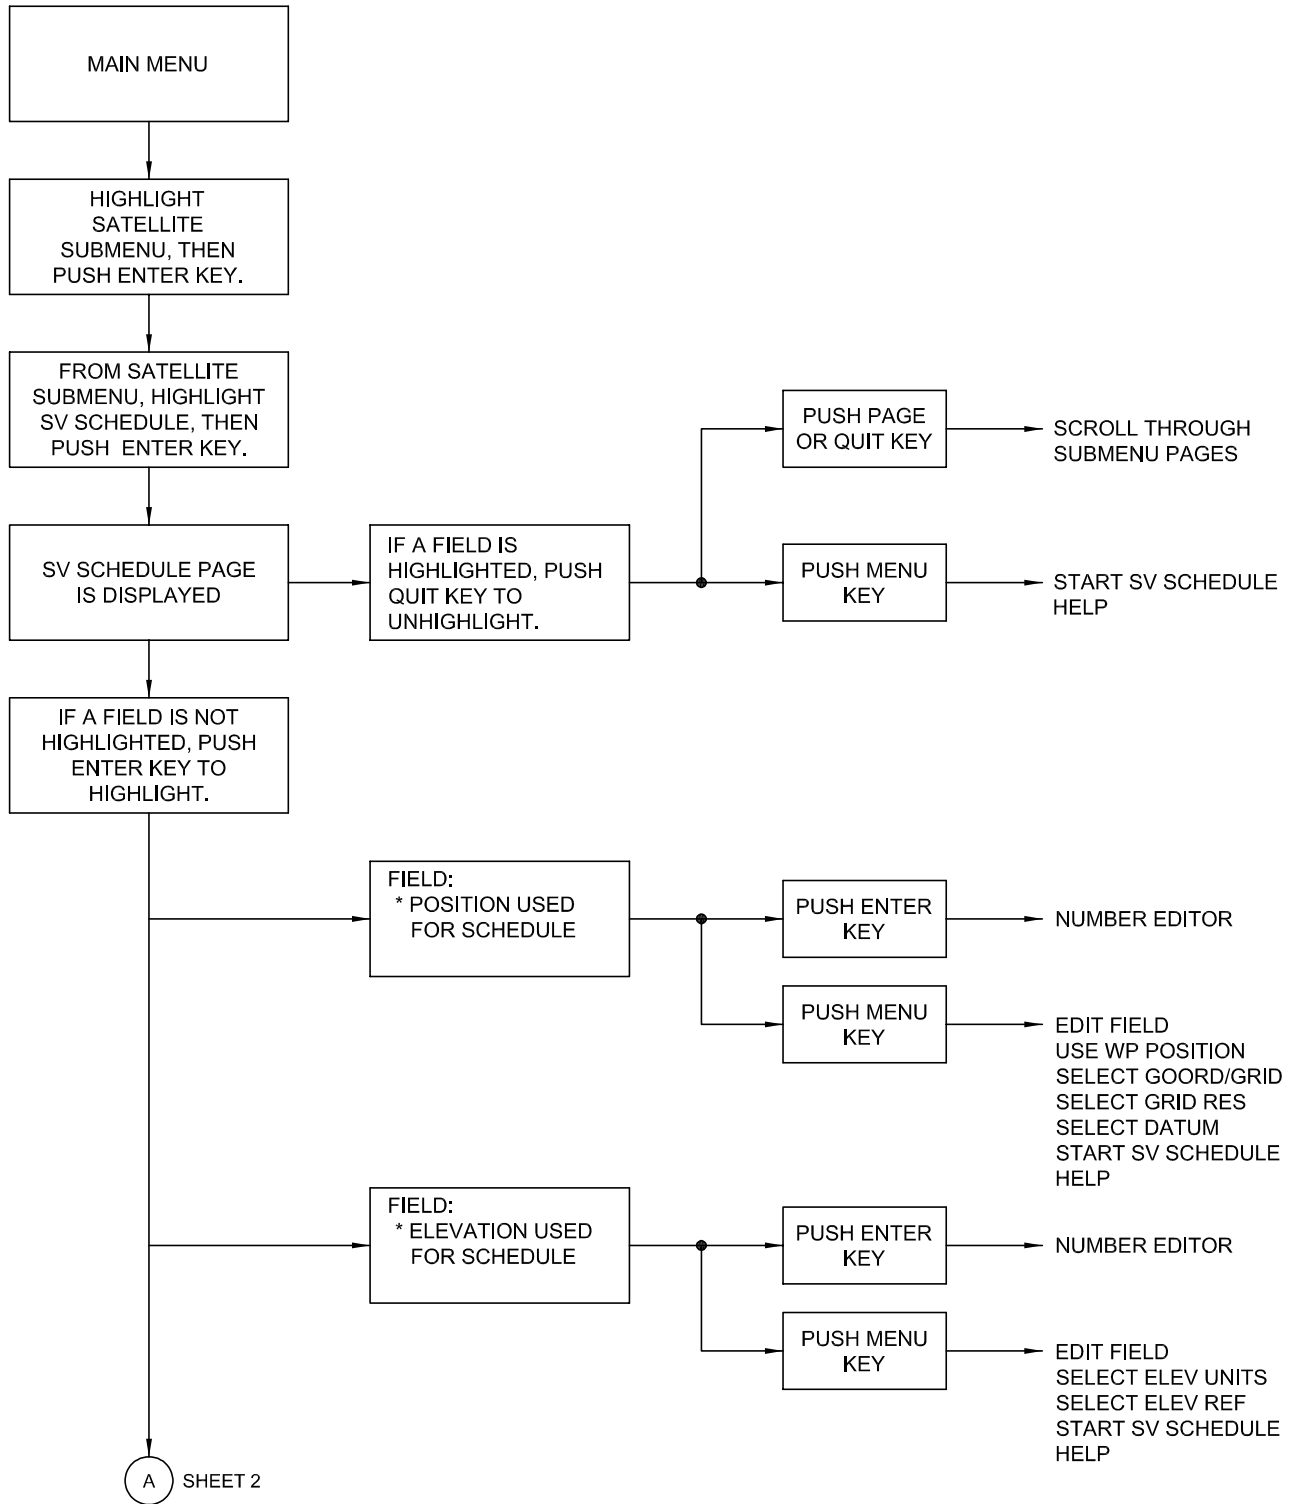 MAIN MENU
HIGHLIGHT
SATELLITE
SUBMENU, THEN
PUSH ENTER KEY.
FROM SATELLITE
SUBMENU, HIGHLIGHT
SV SCHEDULE, THEN
PUSH ENTER KEY.
PUSH PAGE
OR QUIT KEY
SCROLL THROUGH
SUBMENU PAGES
SV SCHEDULE PAGE
IS DISPLAYED
IF A FIELD IS
HIGHLIGHTED, PUSH
QUIT KEY TO
UNHIGHLIGHT.
PUSH MENU
KEY
START SV SCHEDULE
HELP
IF A FIELD IS NOT
HIGHLIGHTED, PUSH
ENTER KEY TO
HIGHLIGHT.
FIELD:
* POSITION USED
FOR SCHEDULE
PUSH ENTER
KEY
NUMBER EDITOR
PUSH MENU
KEY
EDIT FIELD
USE WP POSITION
SELECT GOORD/GRID
SELECT GRID RES
SELECT DATUM
START SV SCHEDULE
HELP
FIELD:
* ELEVATION USED
FOR SCHEDULE
PUSH ENTER
KEY
NUMBER EDITOR
PUSH MENU
KEY
EDIT FIELD
SELECT ELEV UNITS
SELECT ELEV REF
START SV SCHEDULE
HELP
A SHEET 2